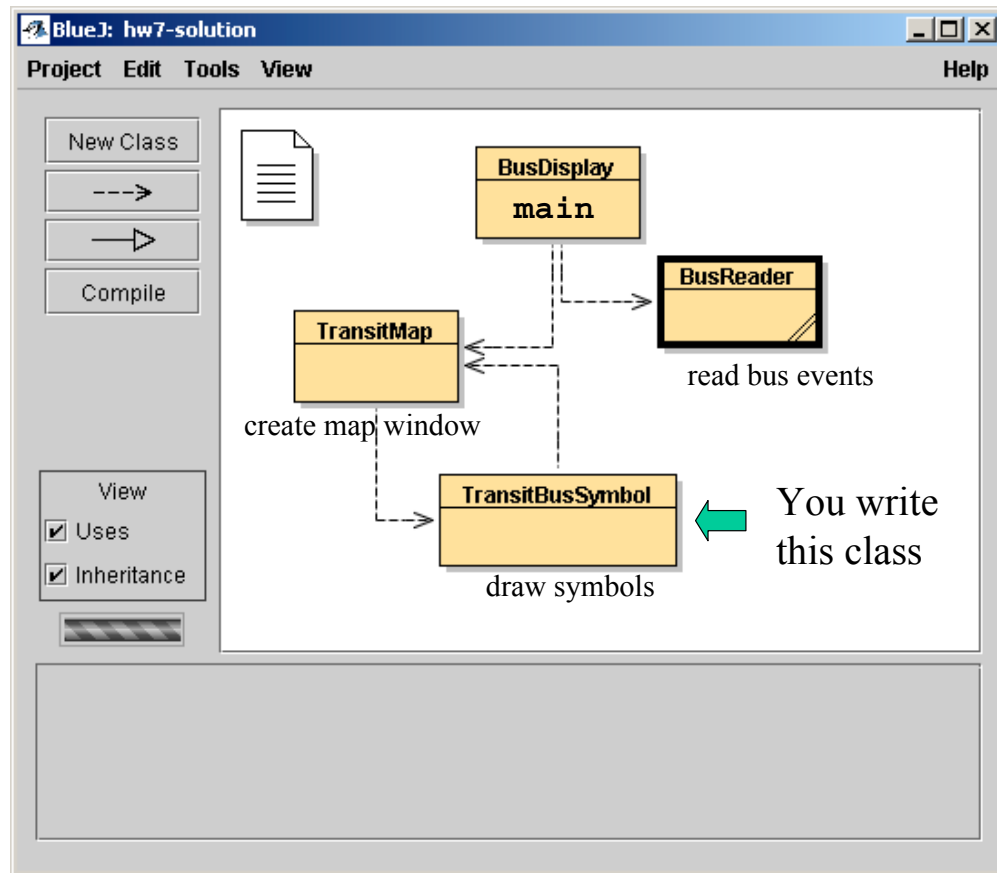 BlueJ: hw7-solution
Project Edit Tools View Help
New Class
Compile
BusDisplay
main
BusReader
read bus events
TransitMap
create map window
TransitBusSymbol
draw symbols
You write
this class
View
Uses
Inheritance